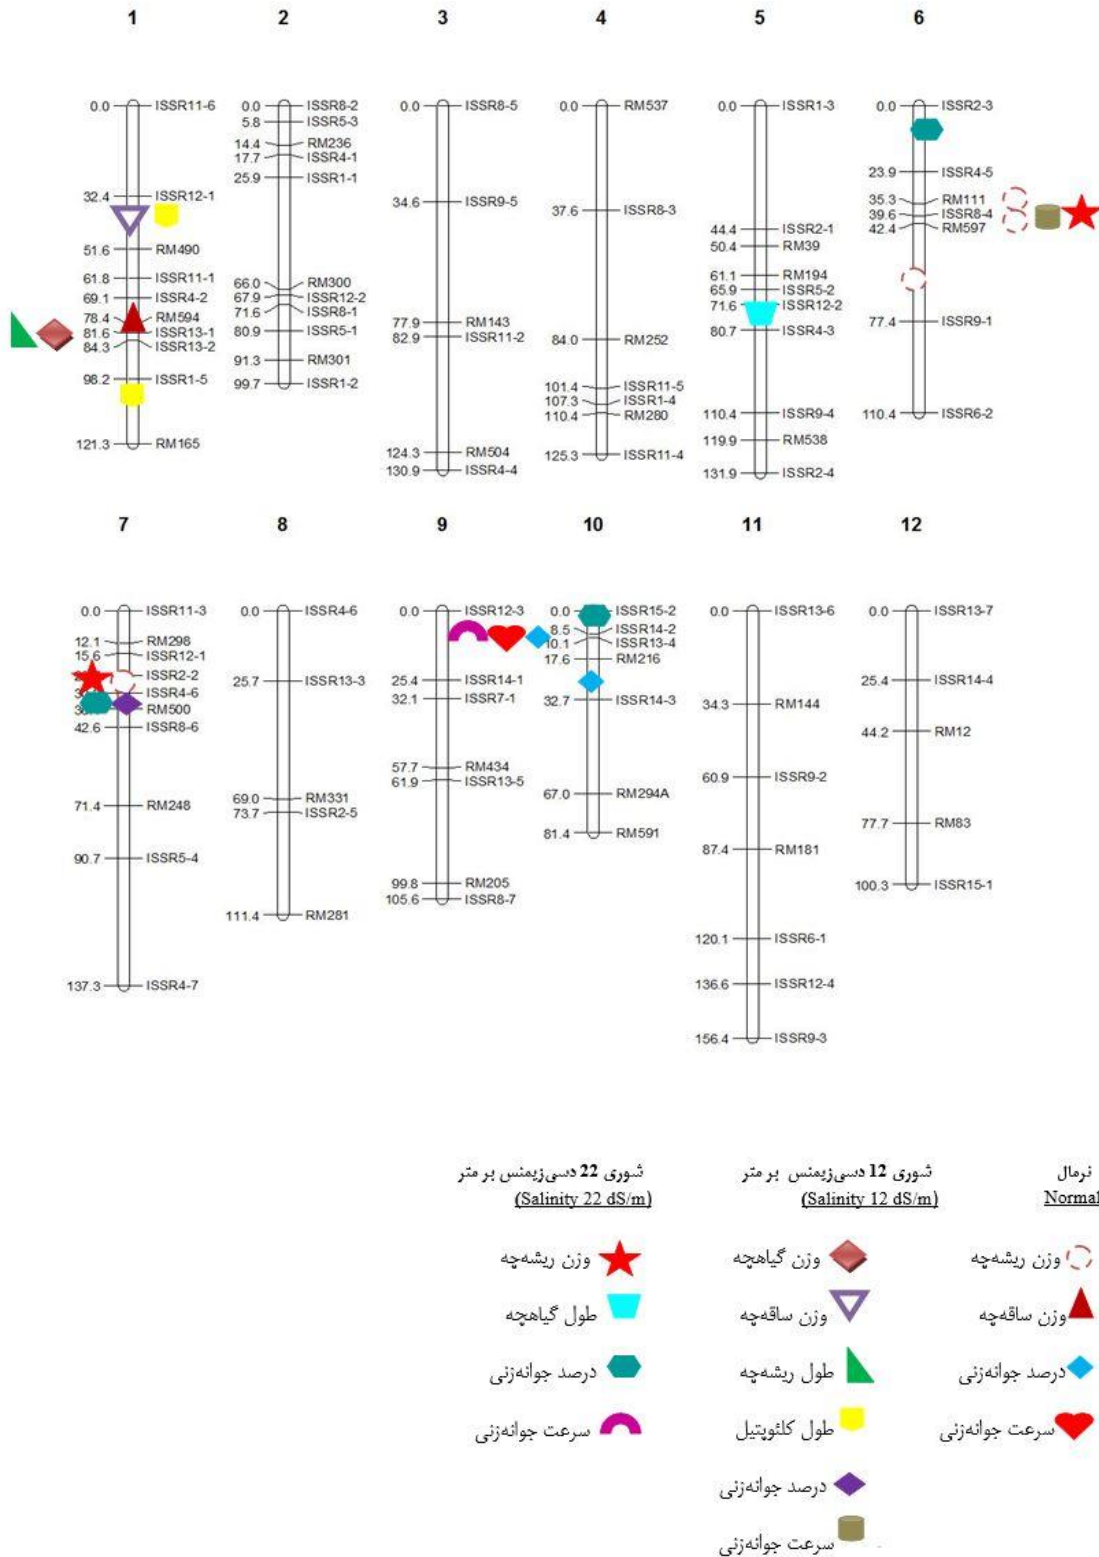 1 2 3 4 5 6
0.0 ISSR11-6
32.4 ISSR12-1
51.6 RM490
61.8 ISSR11-1
69.1 ISSR4-2
78.4 RM594
81.6 ISSR13-1
84.3 ISSR13-2
98.2 ISSR1-5
121.3 RM165
0.0 ISSR8-2
5.8 ISSR5-3
14.4 RM236
17.7 ISSR4-1
25.9 ISSR1-1
66.0 RM300
67.9 ISSR12-2
71.6 ISSR8-1
80.9 ISSR5-1
91.3 RM301
99.7 ISSR1-2
0.0 ISSR8-5
34.6 ISSR9-5
77.9 RM143
82.9 ISSR11-2
124.3 RM504
130.9 ISSR4-4
0.0 RM537
37.6 ISSR8-3
84.0 RM252
101.4 ISSR11-5
107.3 ISSR1-4
110.4 RM280
125.3 ISSR11-4
0.0 ISSR1-3
44.4 ISSR2-1
50.4 RM39
61.1 RM194
65.9 ISSR5-2
71.6 ISSR12-2
80.7 ISSR4-3
110.4 ISSR9-4
119.9 RM538
131.9 ISSR2-4
0.0 ISSR2-3
23.9 ISSR4-5
35.3 RM111
39.6 ISSR8-4
42.4 RM597
77.4 ISSR9-1
110.4 ISSR6-2
7 8 9 10 11 12
0.0 ISSR11-3
12.1 RM298
15.6 ISSR12-1
ISSR2-2
ISSR4-6
RM500
42.6 ISSR8-6
71.4 RM248
90.7 ISSR5-4
137.3 ISSR4-7
0.0 ISSR4-6
25.7 ISSR13-3
69.0 RM331
73.7 ISSR2-5
111.4 RM281
0.0 ISSR12-3
25.4 ISSR14-1
32.1 ISSR7-1
57.7 RM434
61.9 ISSR13-5
99.8 RM205
105.6 ISSR8-7
0.0 ISSR15-2
8.5 ISSR14-2
10.1 ISSR13-4
17.6 RM216
32.7 ISSR14-3
67.0 RM294A
81.4 RM591
0.0 ISSR13-6
34.3 RM144
60.9 ISSR9-2
87.4 RM181
120.1 ISSR6-1
136.6 ISSR12-4
156.4 ISSR9-3
0.0 ISSR13-7
25.4 ISSR14-4
44.2 RM12
77.7 RM83
100.3 ISSR15-1
نرمال
Normal
وزن ریشه‌چه
وزن ساقه‌چه
درصد جوانه‌زنی
سرعت جوانه‌زنی
شوری 12 دسی‌زیمنس بر متر
(Salinity 12 dS/m)
وزن گیاهچه
وزن ساقه‌چه
طول ریشه‌چه
طول کلئوپتیل
درصد جوانه‌زنی
سرعت جوانه‌زنی
شوری 22 دسی‌زیمنس بر متر
(Salinity 22 dS/m)
وزن ریشه‌چه
طول گیاهچه
درصد جوانه‌زنی
سرعت جوانه‌زنی